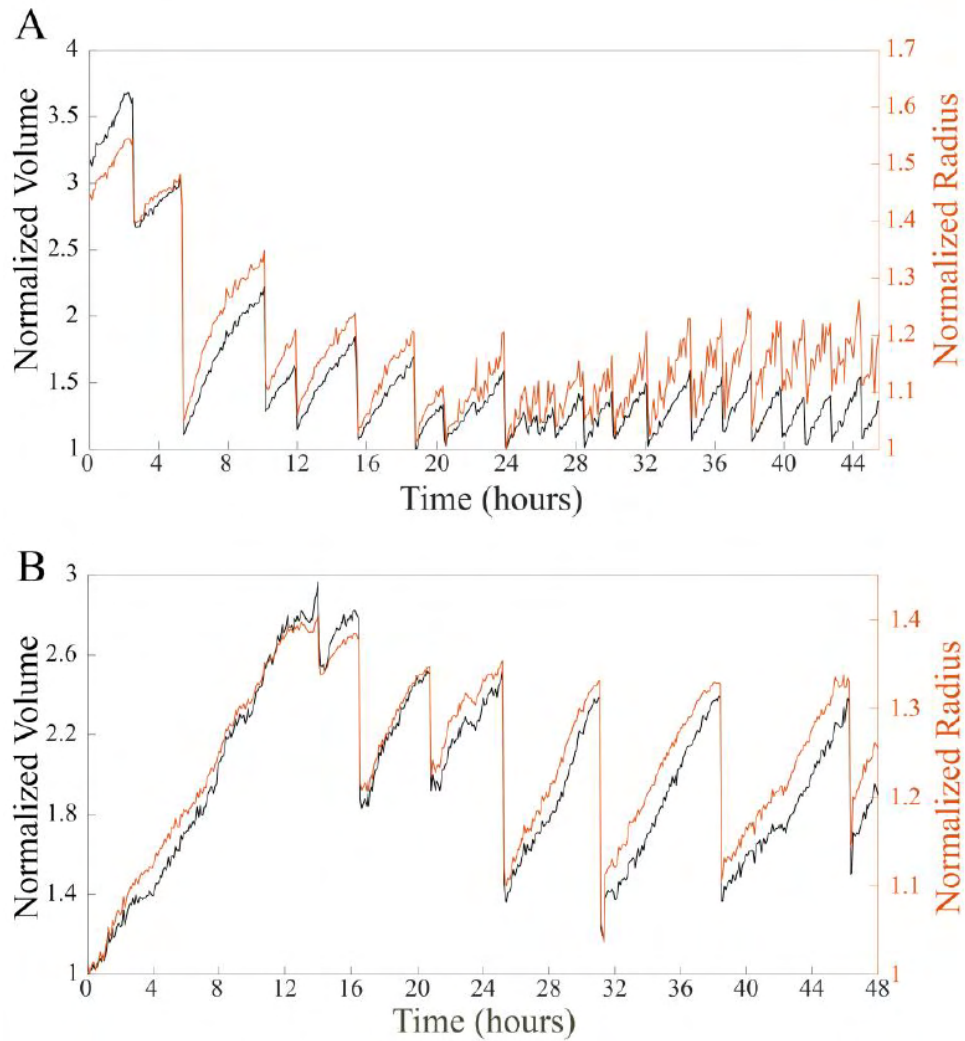 A
4
3.5
3
2.5
2
1.5
1
Normalized Volume
1.7
1.6
1.5
1.4
1.3
1.2
1.1
1
Normalized Radius
0 4 8 12 16 20 24 28 32 36 40 44
Time (hours)
B
3
2.6
2.2
1.8
1.4
1
Normalized Volume
1.4
1.3
1.2
1.1
1
Normalized Radius
0 4 8 12 16 20 24 28 32 36 40 44 48
Time (hours)